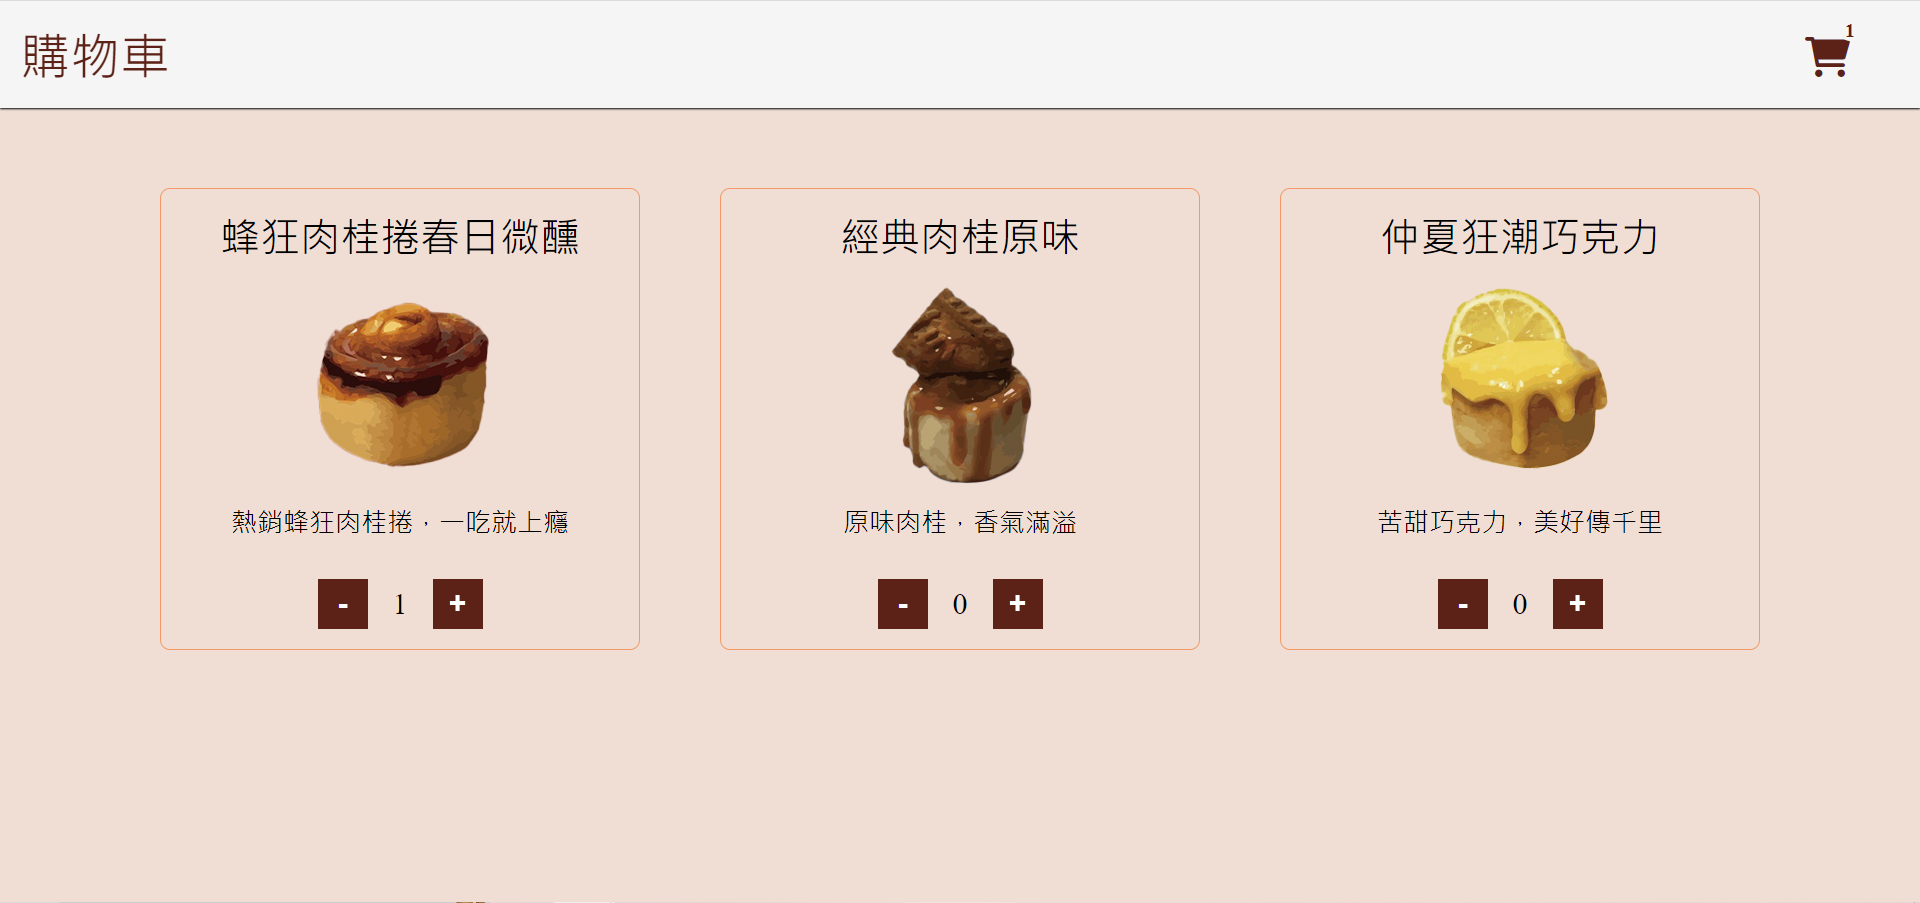 購物車
1
蜂狂肉桂捲春日微醺
經典肉桂原味
仲夏狂潮巧克力
熱銷蜂狂肉桂捲，一吃就上癮
原味肉桂，香氣滿溢
苦甜巧克力，美好傳千里
- 1 +
- 0 +
- 0 +